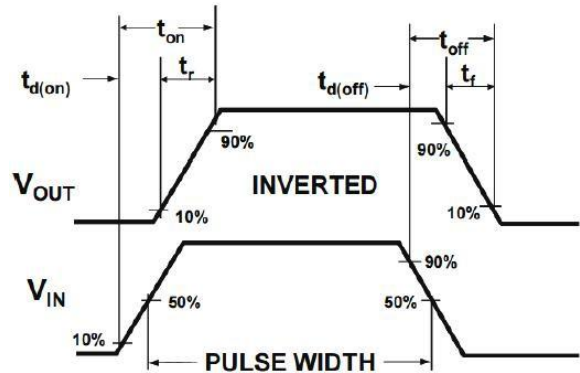 ton
toff
td(on)
tr
td(off)
tf
90%
90%
VOUT
INVERTED
10%
10%
90%
VIN
50%
50%
10%
PULSE WIDTH